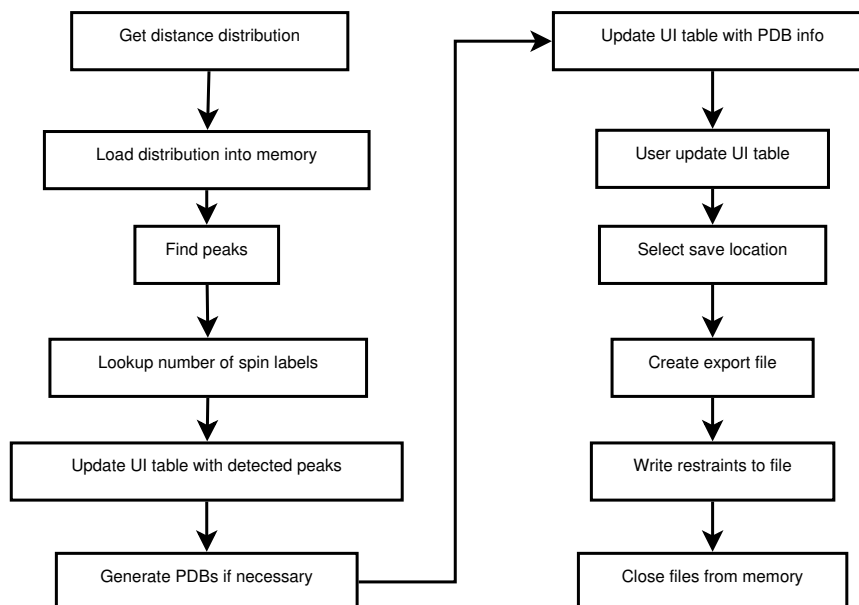 Get distance distribution
Load distribution into memory
Find peaks
Lookup number of spin labels
Update UI table with detected peaks
Generate PDBs if necessary
Update UI table with PDB info
User update UI table
Select save location
Create export file
Write restraints to file
Close files from memory